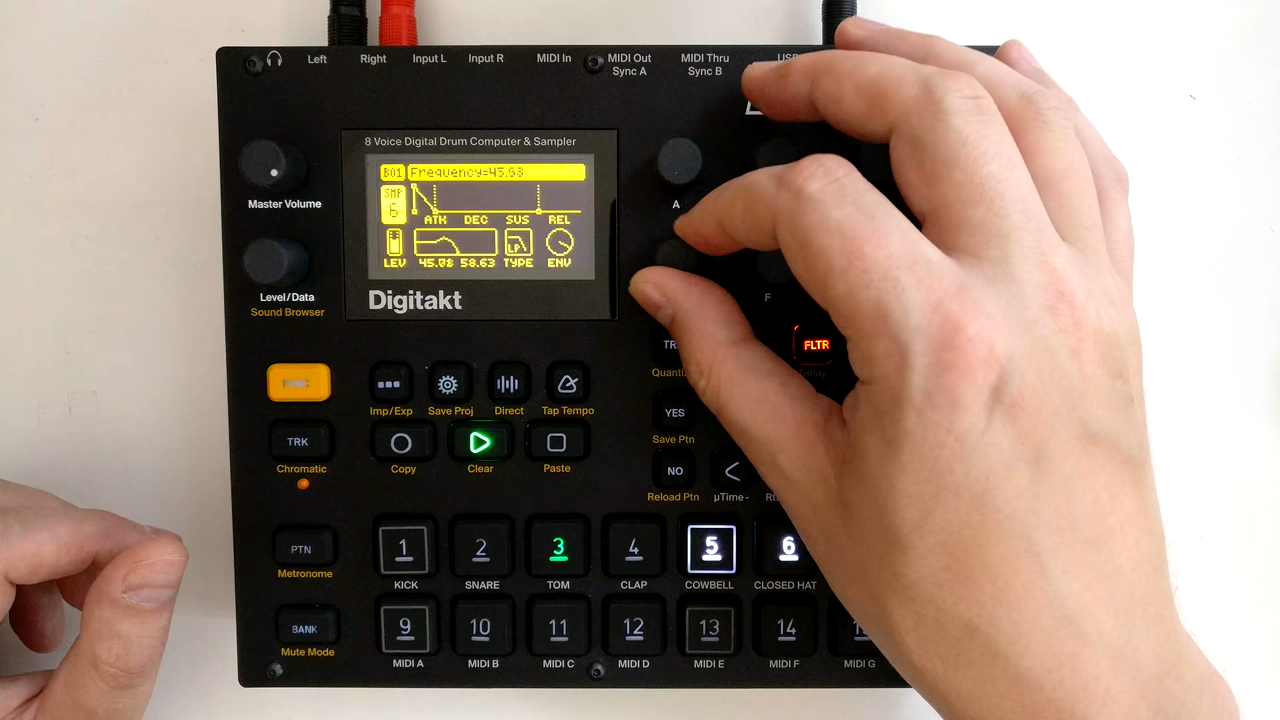 Left Right Input L Input R MIDI In MIDI Out MIDI Thru
Sync A Sync B
8 Voice Digital Drum Computer & Sampler
B01
SMP
6
ATK DEC SUS REL
LEV 45.08 58.63 TYPE ENV
LP
Digitakt
Master Volume
Level/Data
Sound Browser
A
F
FLTR
Delay
FUNC
Imp/Exp Save Proj Direct Tap Tempo
YES
Save Ptn
TRK
Chromatic
Copy Clear Paste
NO
Reload Ptn µTime-
PTN
Metronome
1 2 3 4 5 6
KICK SNARE TOM CLAP COWBELL CLOSED HAT
BANK
Mute Mode
9 10 11 12 13 14
MIDI A MIDI B MIDI C MIDI D MIDI E MIDI F MIDI G